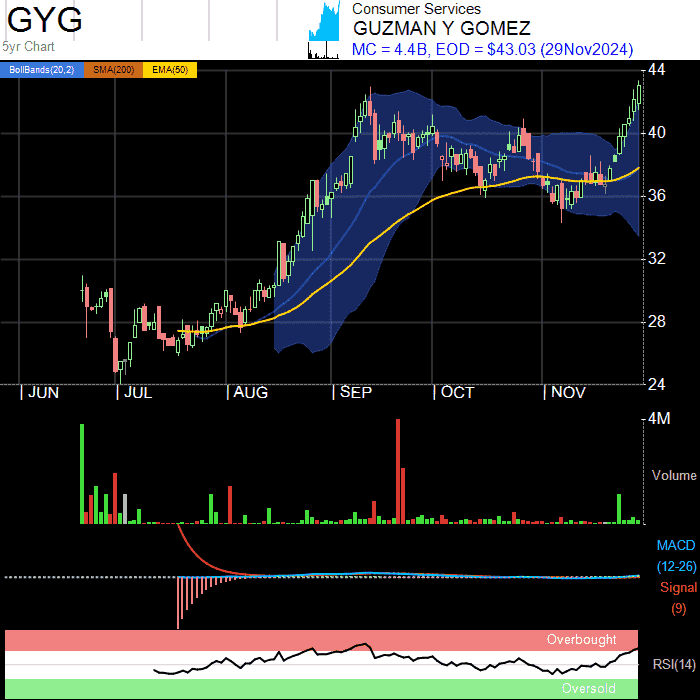 GYG
5yr Chart
Consumer Services
GUZMAN Y GOMEZ
MC = 4.4B, EOD = $43.03 (29Nov2024)
BollBands(20,2) SMA(200) EMA(50)
44
40
36
32
28
24
JUN JUL AUG SEP OCT NOV
4M
Volume
MACD
(12-26)
Signal
(9)
Overbought
RSI(14)
Oversold